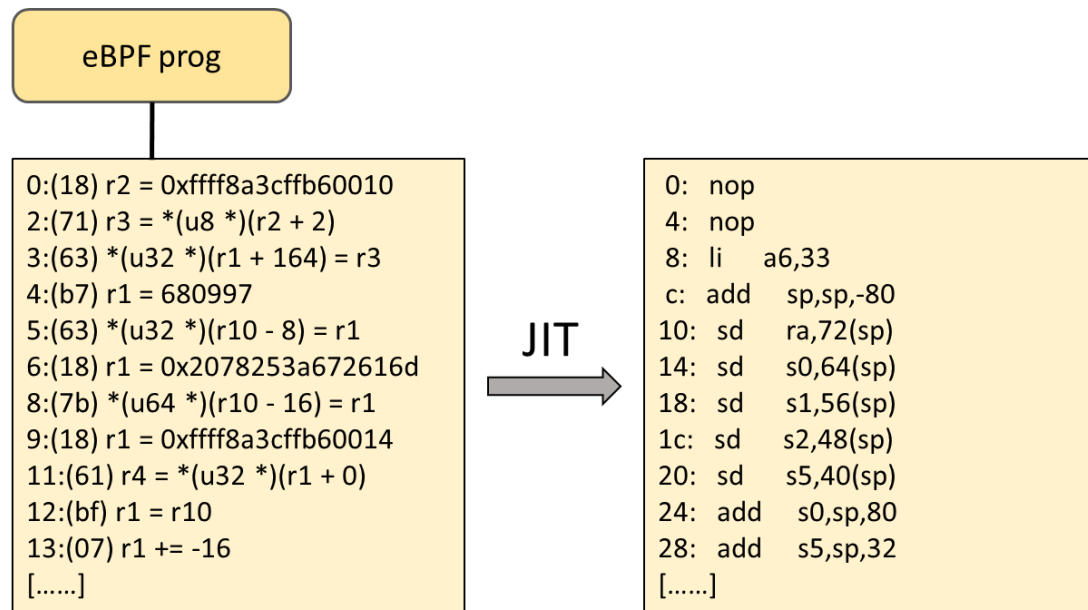 eBPF prog
0:(18) r2 = 0xffff8a3cffb60010
2:(71) r3 = *(u8 *)(r2 + 2)
3:(63) *(u32 *)(r1 + 164) = r3
4:(b7) r1 = 680997
5:(63) *(u32 *)(r10 - 8) = r1
6:(18) r1 = 0x2078253a672616d
8:(7b) *(u64 *)(r10 - 16) = r1
9:(18) r1 = 0xffff8a3cffb60014
11:(61) r4 = *(u32 *)(r1 + 0)
12:(bf) r1 = r10
13:(07) r1 += -16
[......]
JIT
0: nop
4: nop
8: li a6,33
c: add sp,sp,-80
10: sd ra,72(sp)
14: sd s0,64(sp)
18: sd s1,56(sp)
1c: sd s2,48(sp)
20: sd s5,40(sp)
24: add s0,sp,80
28: add s5,sp,32
[......]